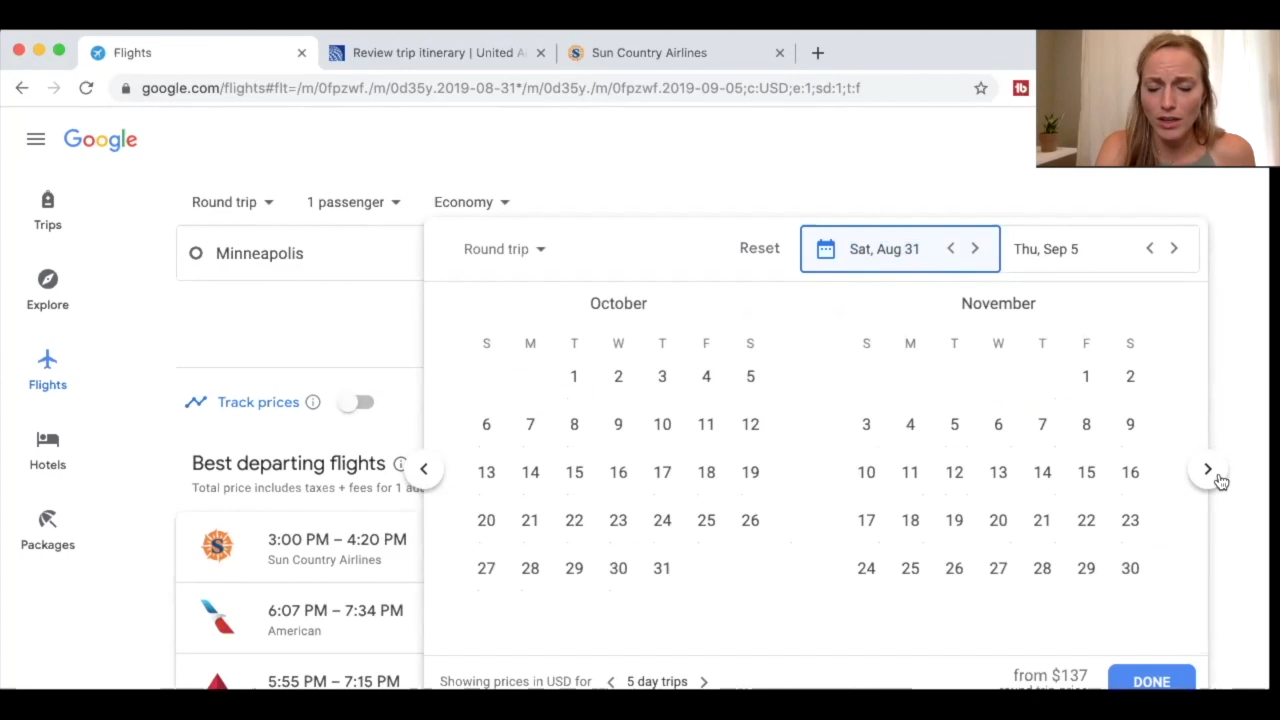 Flights
Review trip itinerary | United A
Sun Country Airlines
google.com/flights#flt=/m/0fpzwf./m/0d35y.2019-08-31*/m/0d35y./m/0fpzwf.2019-09-05;c:USD;e:1;sd:1;t:f
Google
Trips
Explore
Flights
Hotels
Packages
Round trip 1 passenger Economy
Minneapolis
Track prices
Best departing flights
Total price includes taxes + fees for 1 adu
3:00 PM – 4:20 PM
Sun Country Airlines
6:07 PM – 7:34 PM
American
5:55 PM – 7:15 PM
Round trip Reset Sat, Aug 31 Thu, Sep 5
October
S M T W T F S
1 2 3 4 5
6 7 8 9 10 11 12
13 14 15 16 17 18 19
20 21 22 23 24 25 26
27 28 29 30 31
November
S M T W T F S
1 2
3 4 5 6 7 8 9
10 11 12 13 14 15 16
17 18 19 20 21 22 23
24 25 26 27 28 29 30
Showing prices in USD for 5 day trips from $137 DONE